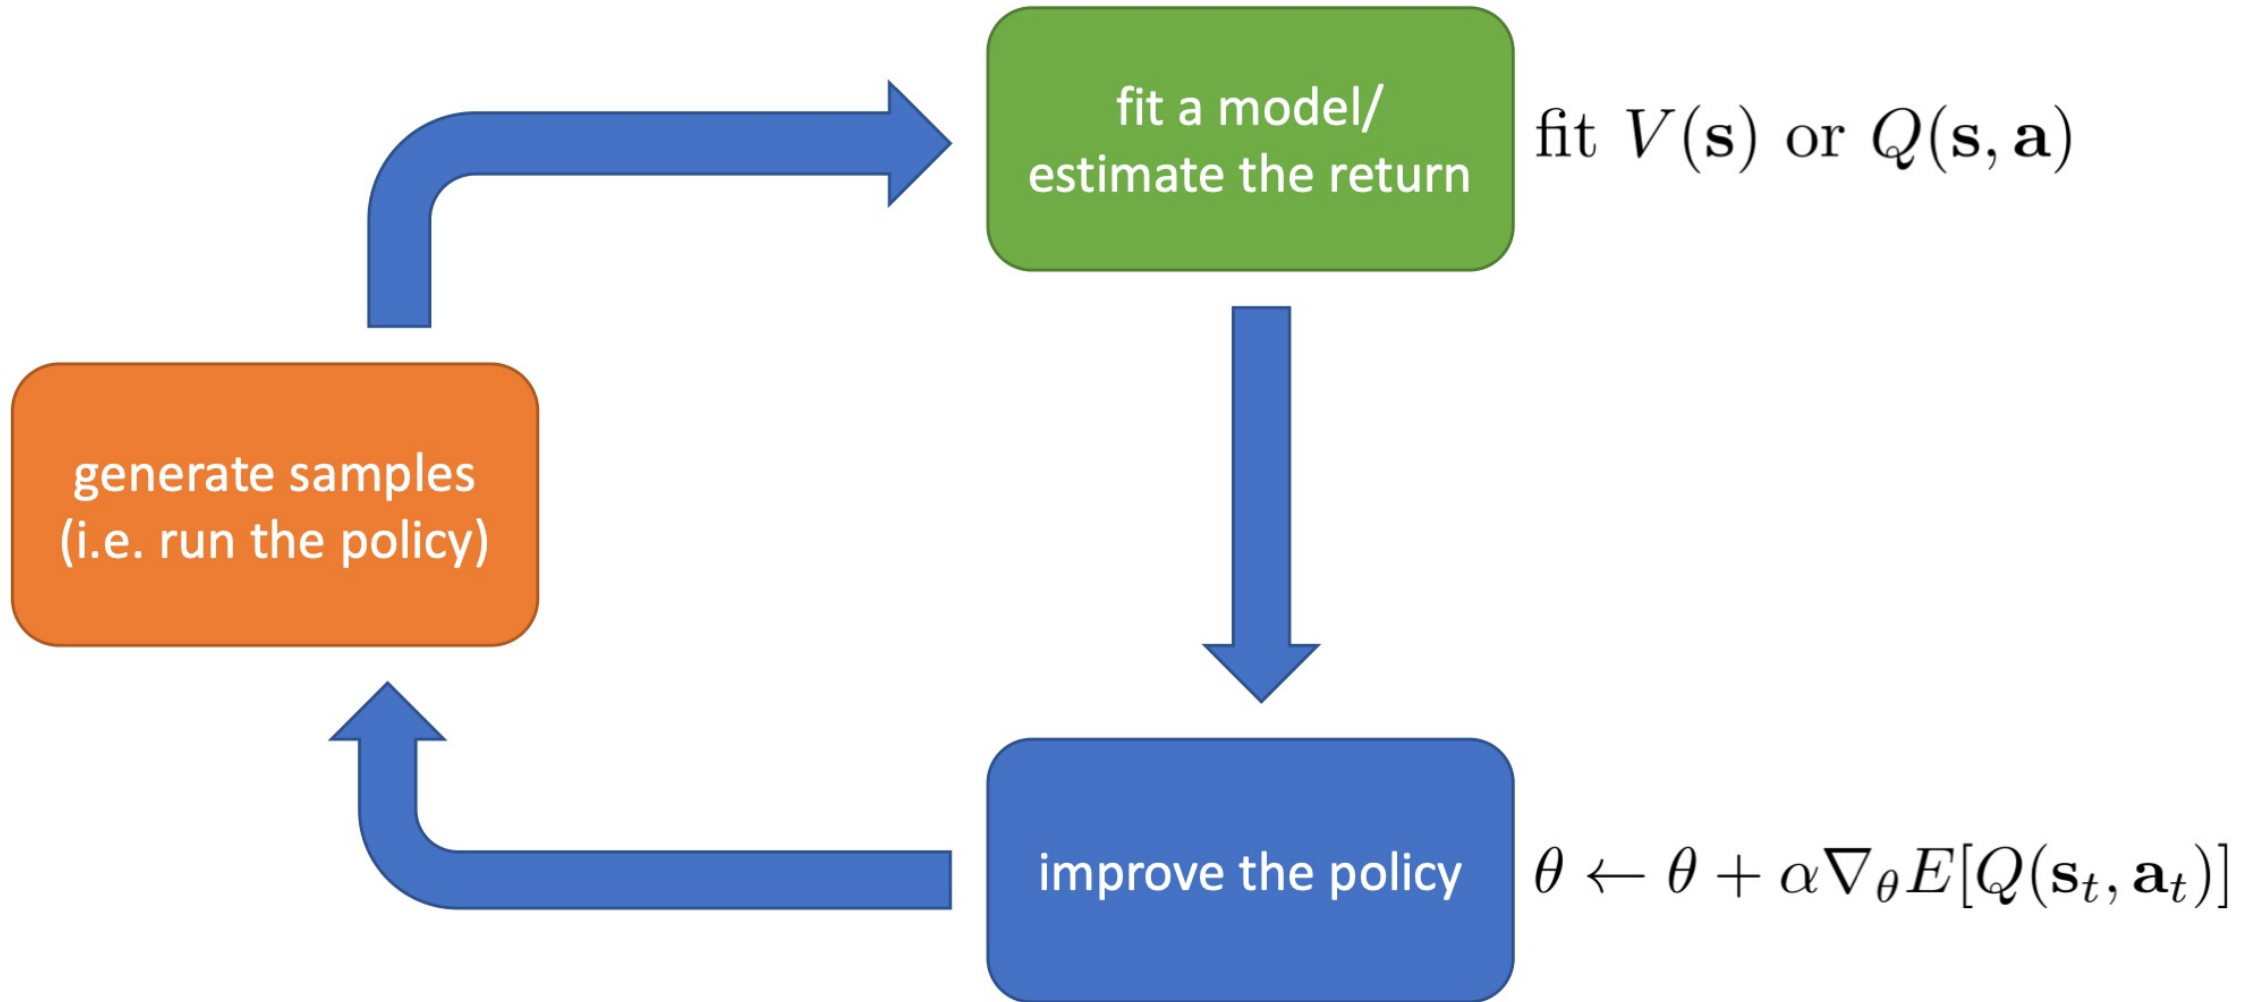 fit a model/
estimate the return
fit V(s) or Q(s, a)
generate samples
(i.e. run the policy)
improve the policy
θ ← θ + α∇θE[Q(sₜ, aₜ)]